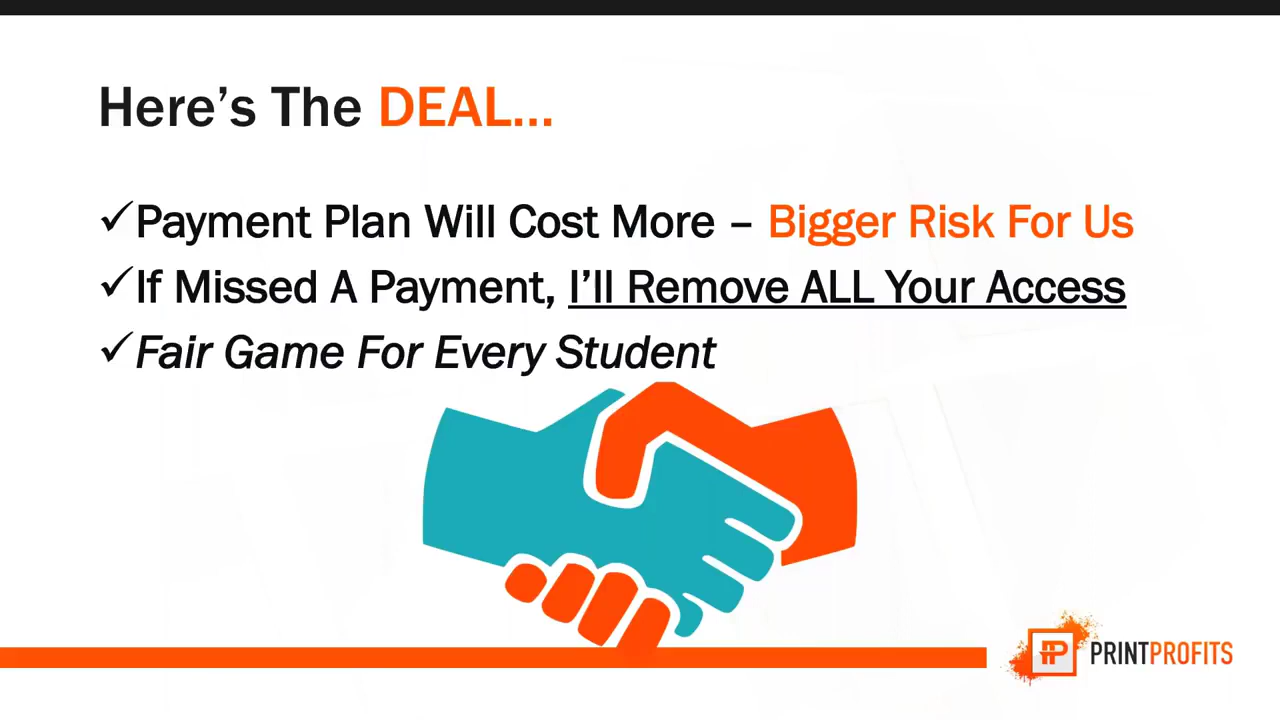 Here's The DEAL...
✓Payment Plan Will Cost More – Bigger Risk For Us
✓If Missed A Payment, I'll Remove ALL Your Access
✓Fair Game For Every Student
PRINTPROFITS